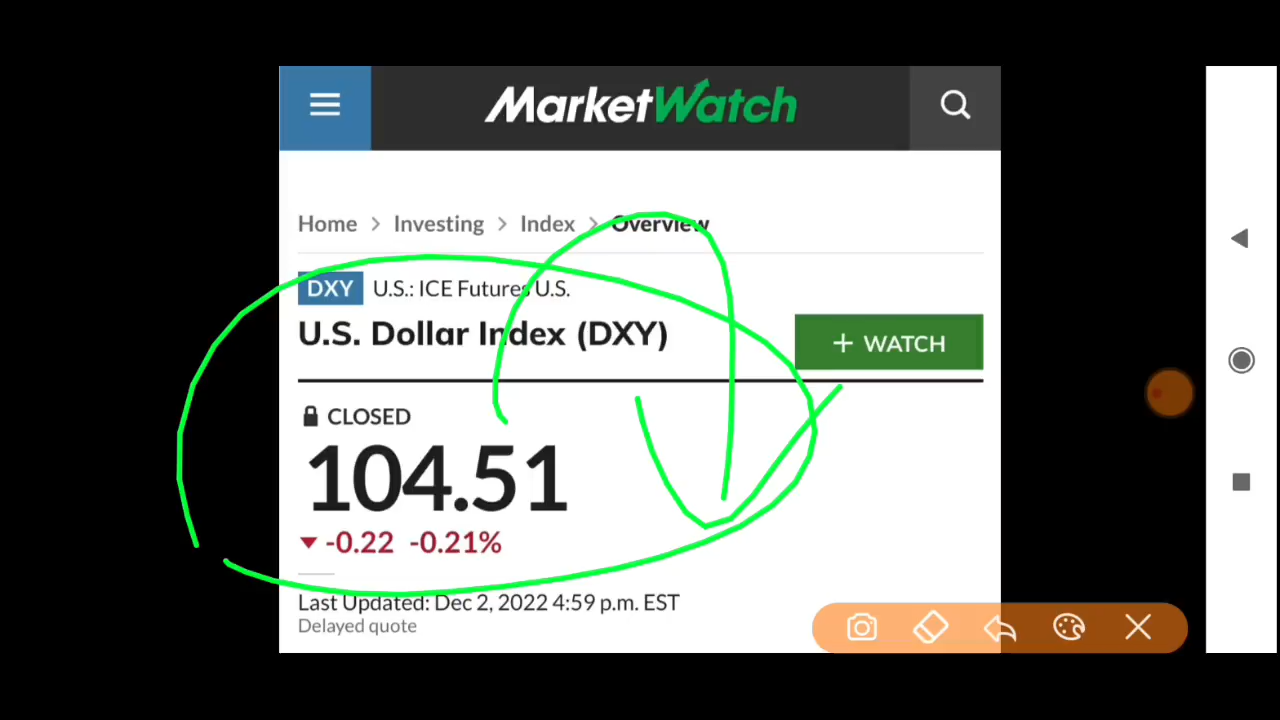 MarketWatch
Home > Investing > Index > Overview
DXY U.S.: ICE Futures U.S.
U.S. Dollar Index (DXY)
+ WATCH
CLOSED
104.51
-0.22 -0.21%
Last Updated: Dec 2, 2022 4:59 p.m. EST
Delayed quote